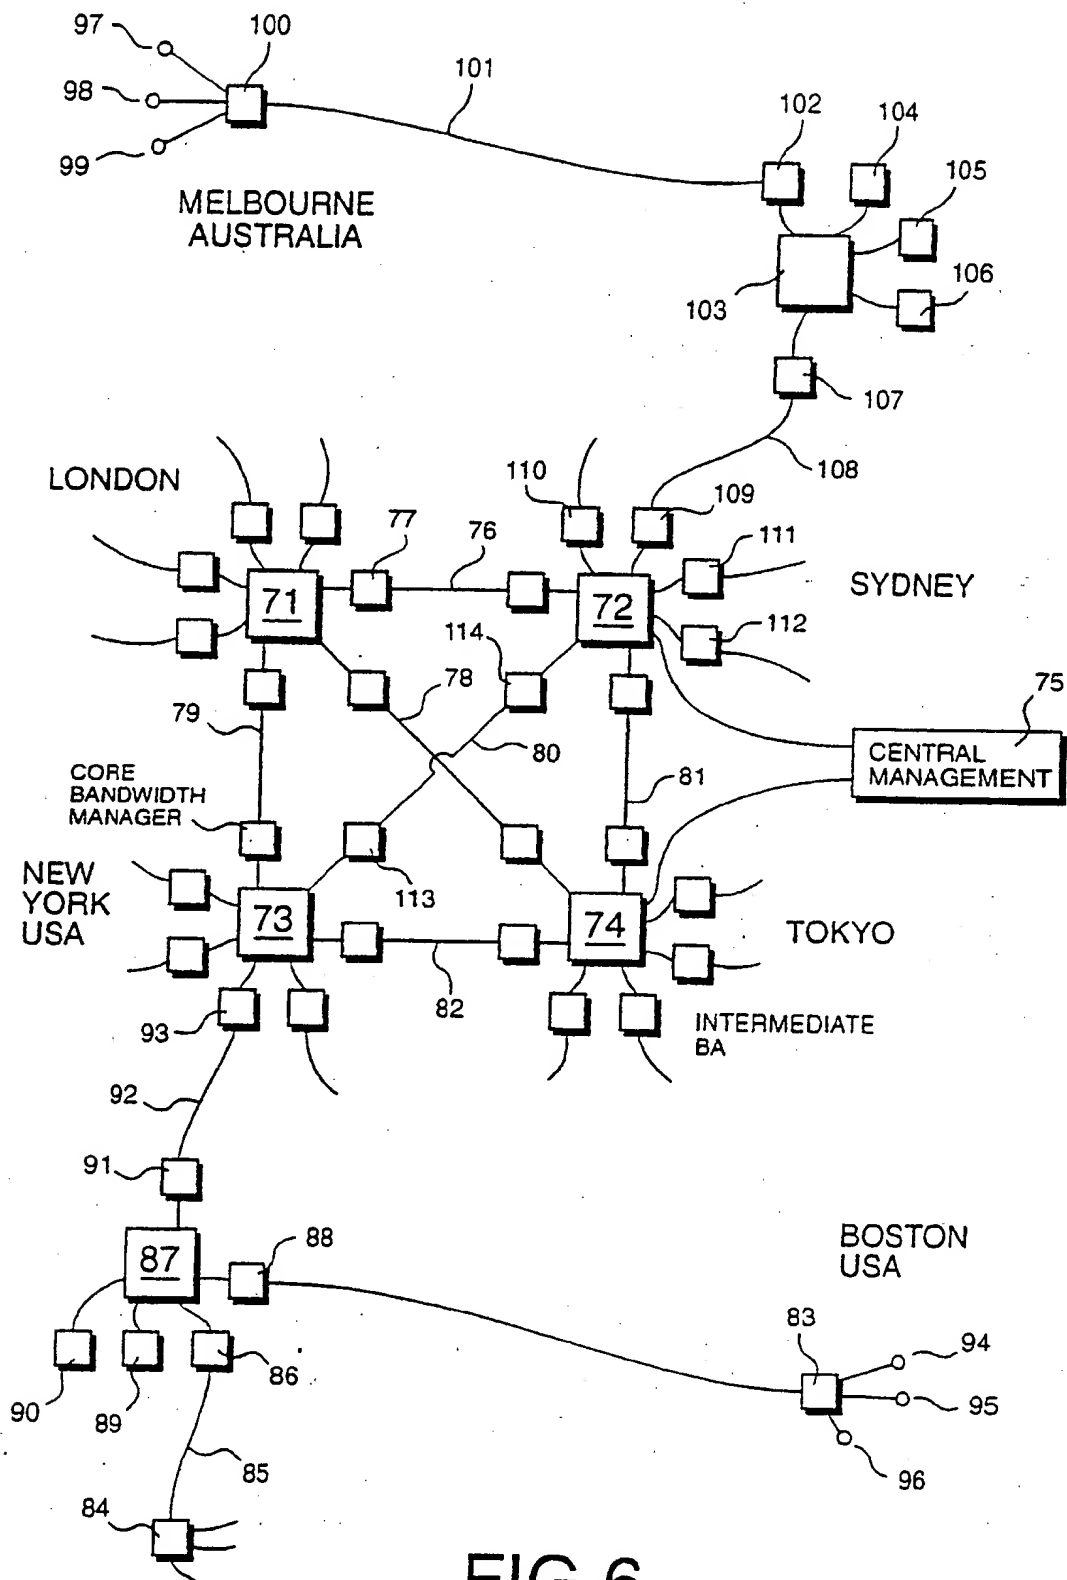 97
100
98
99
101
102
104
105
106
103
107
108
MELBOURNE
AUSTRALIA
LONDON
77
76
110
109
111
112
SYDNEY
71
72
114
78
79
80
81
75
CENTRAL
MANAGEMENT
CORE
BANDWIDTH
MANAGER
NEW
YORK
USA
113
73
74
TOKYO
82
93
INTERMEDIATE
BA
92
91
87
88
BOSTON
USA
83
94
95
96
90
89
86
85
84
FIG 6